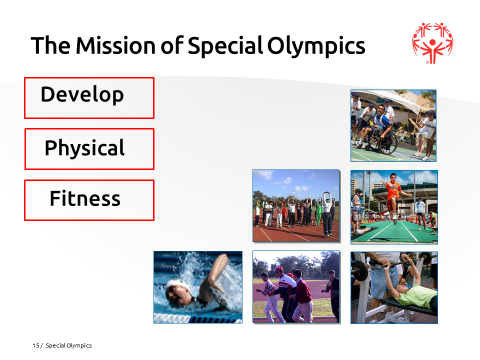 The Mission of Special Olympics
Develop
Physical
Fitness
15 / Special Olympics